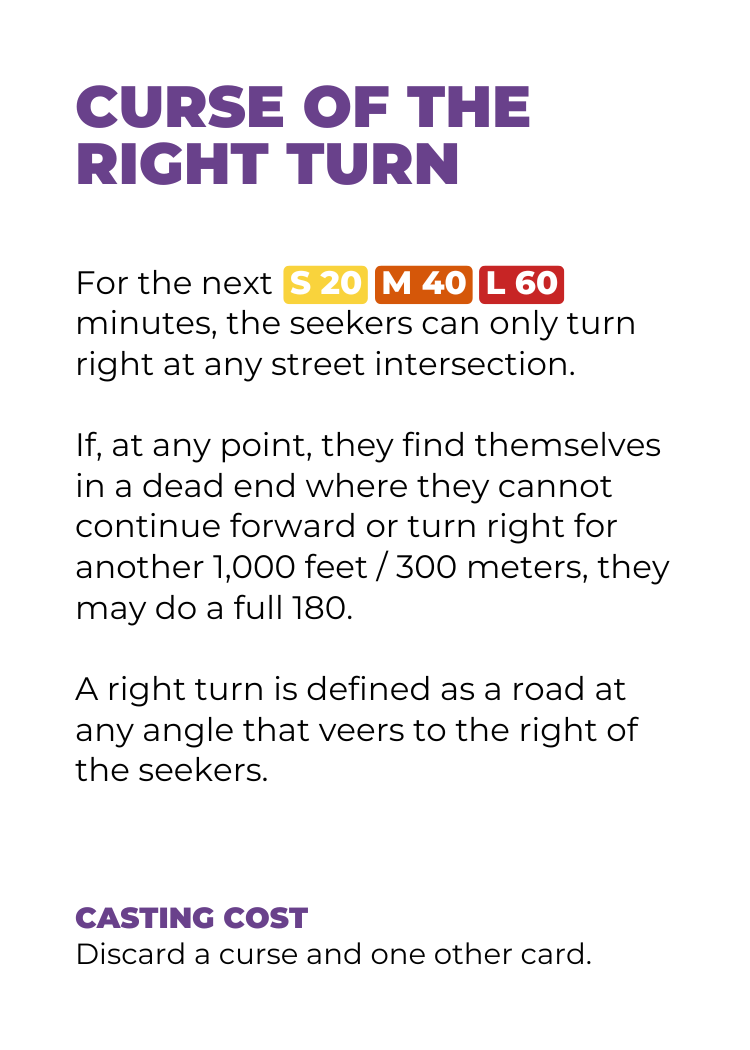 CURSE OF THE
RIGHT TURN
For the next S 20 M 40 L 60
minutes, the seekers can only turn
right at any street intersection.
If, at any point, they find themselves
in a dead end where they cannot
continue forward or turn right for
another 1,000 feet / 300 meters, they
may do a full 180.
A right turn is defined as a road at
any angle that veers to the right of
the seekers.
CASTING COST
Discard a curse and one other card.